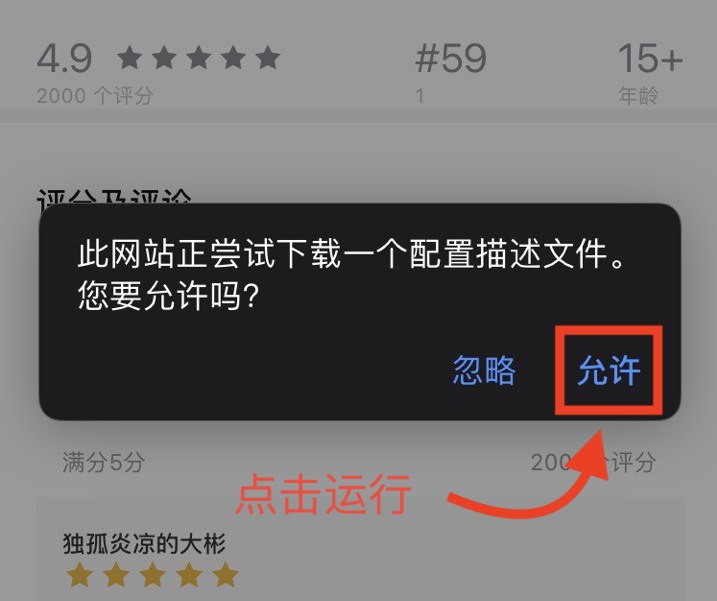 4.9 ★★★★★
#59
15+
2000 个评分
1
年龄
评分及评论
此网站正尝试下载一个配置描述文件。
您要允许吗?
忽略
允许
满分5分
200 个评分
点击运行
独孤炎凉的大彬
★★★★★